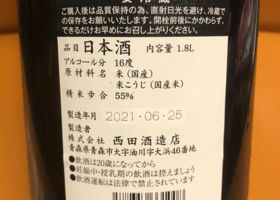 ご購入後は品質保持の為、直射日光を避け、冷蔵で
の保存をお勧めします。開栓前後にかかわらず、
できるだけお早めにお召し上がりください。
品目 日本酒 内容量 1.8L
アルコール分 16度
原材料名 米(国産)
米こうじ(国産米)
精米歩合 55%
製造年月 2021-06-25
製造者
株式会社 西田酒造店
青森県青森市大字油川字大浜46番地
●飲酒は20歳になってから
●妊娠中・授乳期の飲酒は控えましょう
●飲酒運転は法律で禁止されています